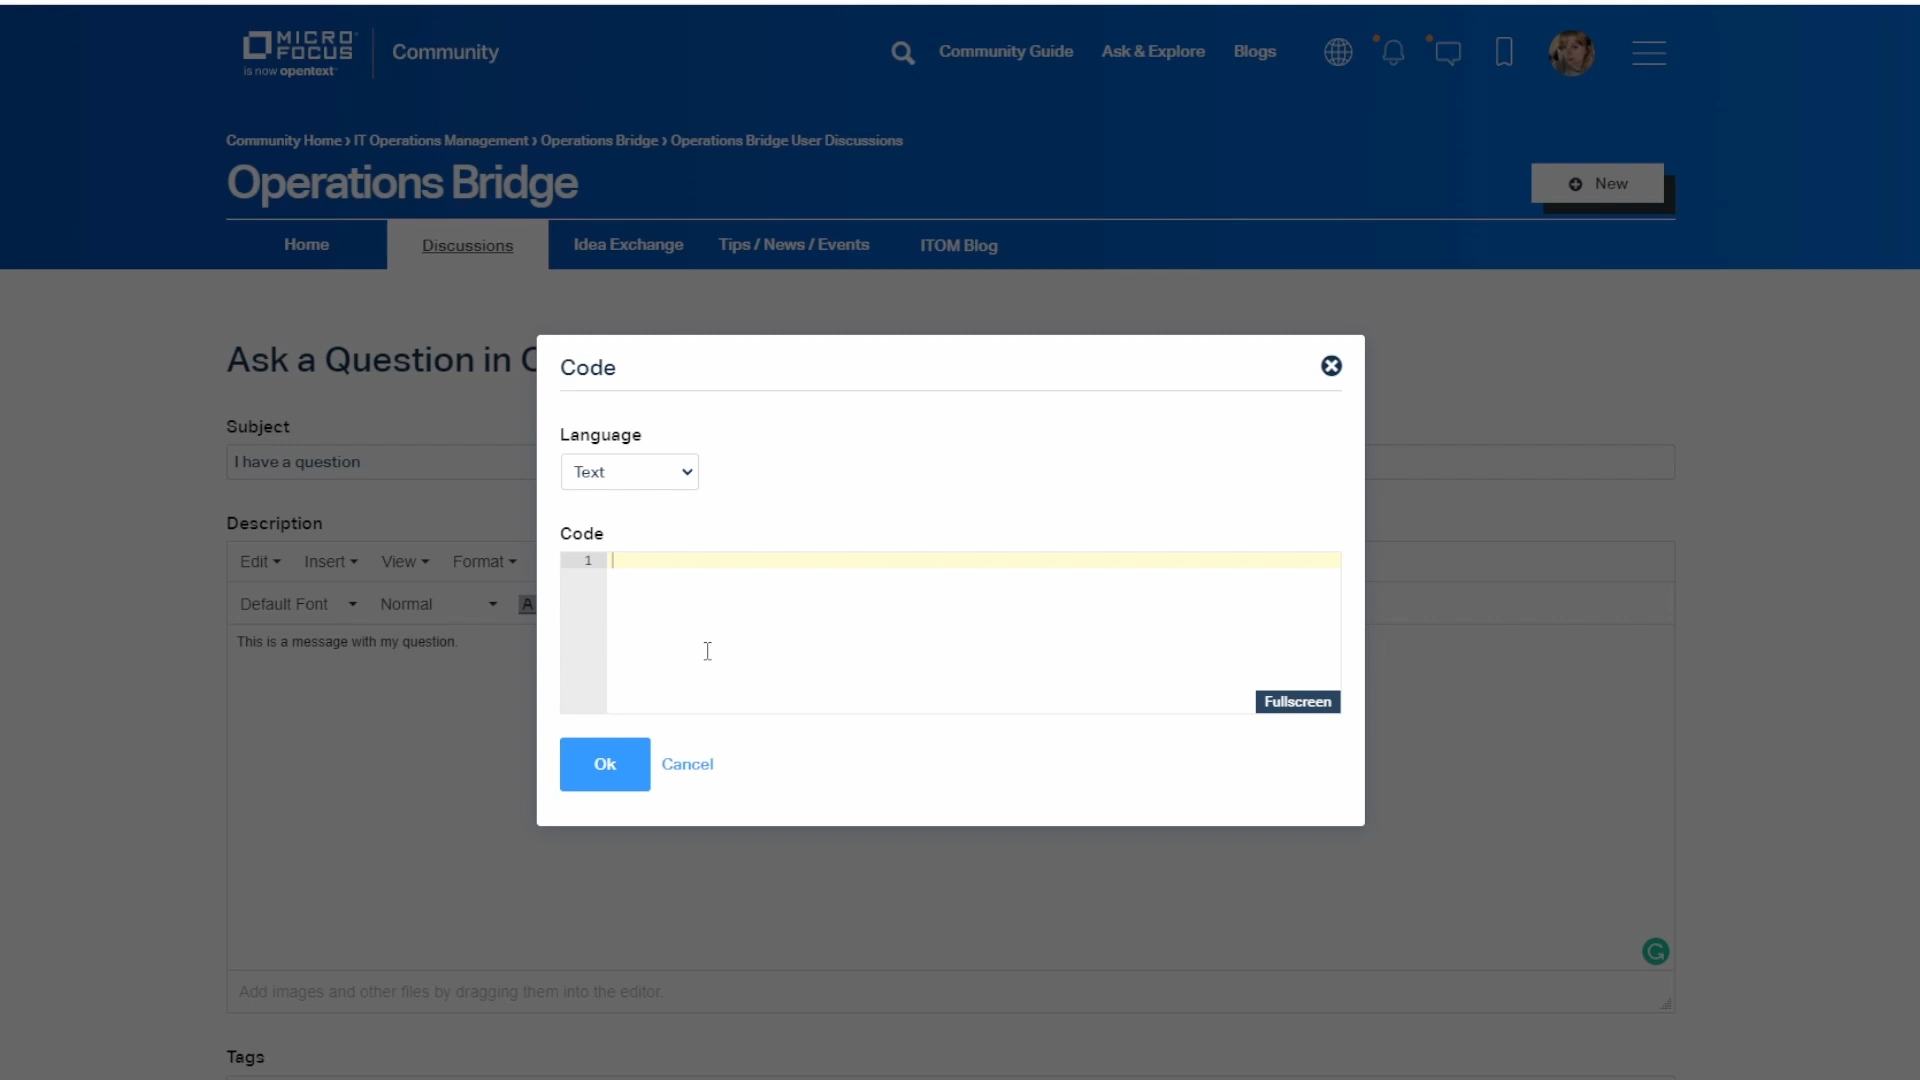 MICRO
FOCUS
is now opentext™
Community
Community Guide
Ask & Explore
Blogs
Community Home › IT Operations Management › Operations Bridge › Operations Bridge User Discussions
Operations Bridge
New
Home
Discussions
Idea Exchange
Tips / News / Events
ITOM Blog
Ask a Question in
Code
Subject
I have a question
Language
Text
Description
Code
Edit
Insert
View
Format
1
Default Font
Normal
A
This is a message with my question.
Fullscreen
Ok
Cancel
Add images and other files by dragging them into the editor.
Tags